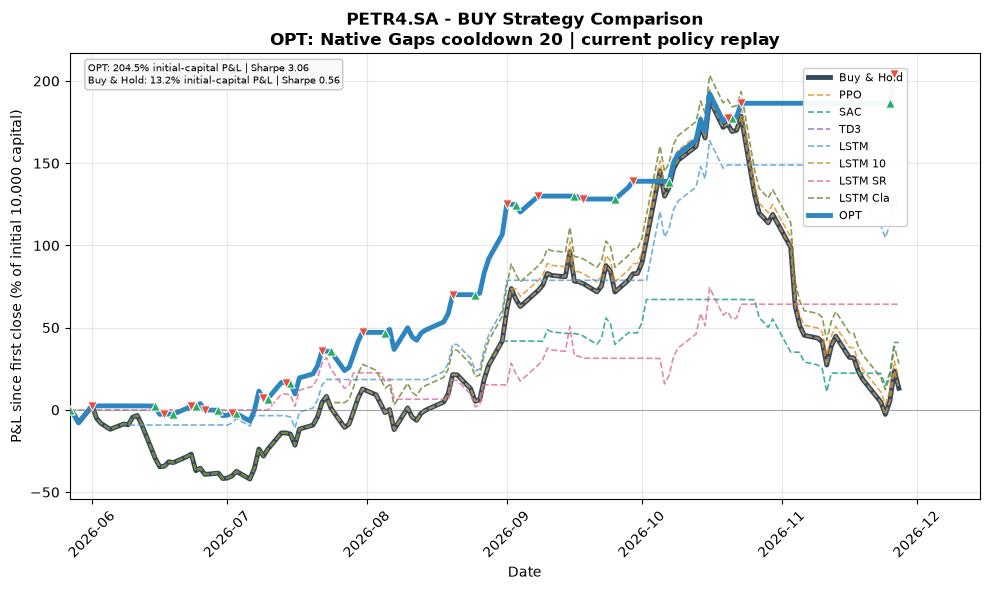 PETR4.SA - BUY Strategy Comparison
OPT: Native Gaps cooldown 20 | current policy replay
OPT: 204.5% initial-capital P&L | Sharpe 3.06
Buy & Hold: 13.2% initial-capital P&L | Sharpe 0.56
Buy & Hold
PPO
SAC
TD3
LSTM
LSTM 10
LSTM SR
LSTM Cla
OPT
P&L since first close (% of initial 10,000 capital)
200
150
100
50
0
−50
2026-06
2026-07
2026-08
2026-09
2026-10
2026-11
2026-12
Date